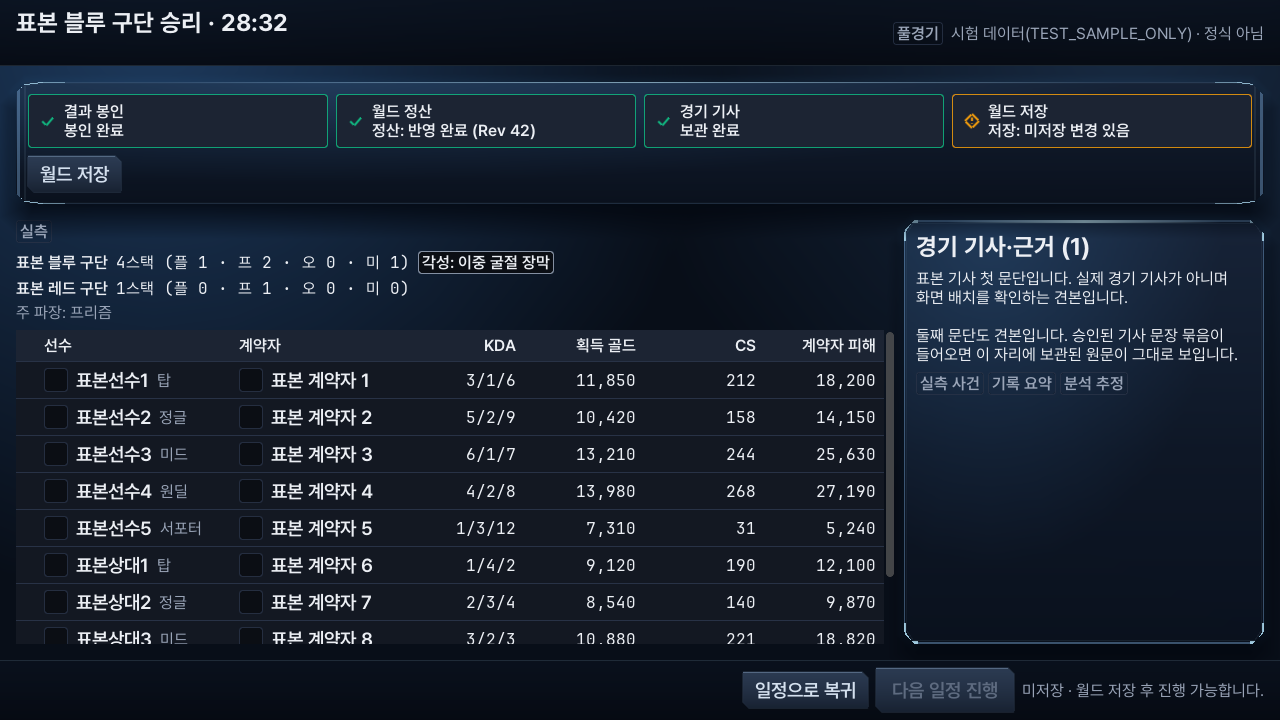 표본 블루 구단 승리 · 28:32
풀경기 시험 데이터(TEST_SAMPLE_ONLY) · 정식 아님
결과 봉인
봉인 완료
월드 정산
정산: 반영 완료 (Rev 42)
경기 기사
보관 완료
월드 저장
저장: 미저장 변경 있음
월드 저장
실측
표본 블루 구단 4스택 (플 1 · 프 2 · 오 0 · 미 1) 각성: 이중 굴절 장막
표본 레드 구단 1스택 (플 0 · 프 1 · 오 0 · 미 0)
주 파장: 프리즘
선수 계약자 KDA 획득 골드 CS 계약자 피해
표본선수1 탑 표본 계약자 1 3/1/6 11,850 212 18,200
표본선수2 정글 표본 계약자 2 5/2/9 10,420 158 14,150
표본선수3 미드 표본 계약자 3 6/1/7 13,210 244 25,630
표본선수4 원딜 표본 계약자 4 4/2/8 13,980 268 27,190
표본선수5 서포터 표본 계약자 5 1/3/12 7,310 31 5,240
표본상대1 탑 표본 계약자 6 1/4/2 9,120 190 12,100
표본상대2 정글 표본 계약자 7 2/3/4 8,540 140 9,870
표본상대3 미드 표본 계약자 8 3/2/3 10,880 221 18,820
경기 기사·근거 (1)
표본 기사 첫 문단입니다. 실제 경기 기사가 아니며
화면 배치를 확인하는 견본입니다.
둘째 문단도 견본입니다. 승인된 기사 문장 묶음이
들어오면 이 자리에 보관된 원문이 그대로 보입니다.
실측 사건 기록 요약 분석 추정
일정으로 복귀 다음 일정 진행 미저장 · 월드 저장 후 진행 가능합니다.